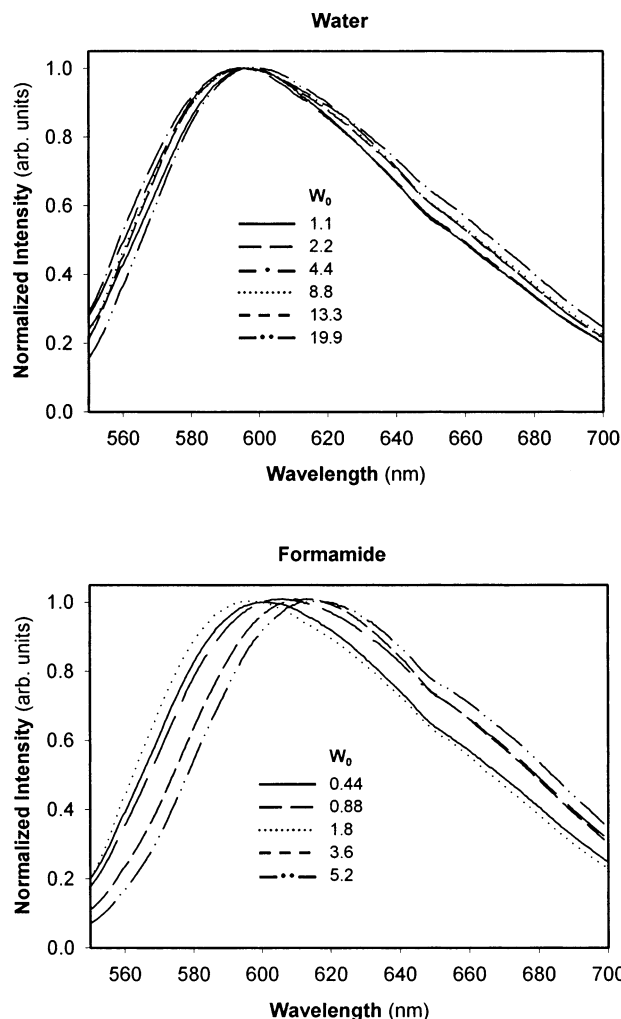 Water
Normalized Intensity (arb. units)
1.0
0.8
0.6
0.4
0.2
0.0
W0
1.1
2.2
4.4
8.8
13.3
19.9
560 580 600 620 640 660 680 700
Wavelength (nm)
Formamide
Normalized Intensity (arb. units)
1.0
0.8
0.6
0.4
0.2
0.0
W0
0.44
0.88
1.8
3.6
5.2
560 580 600 620 640 660 680 700
Wavelength (nm)